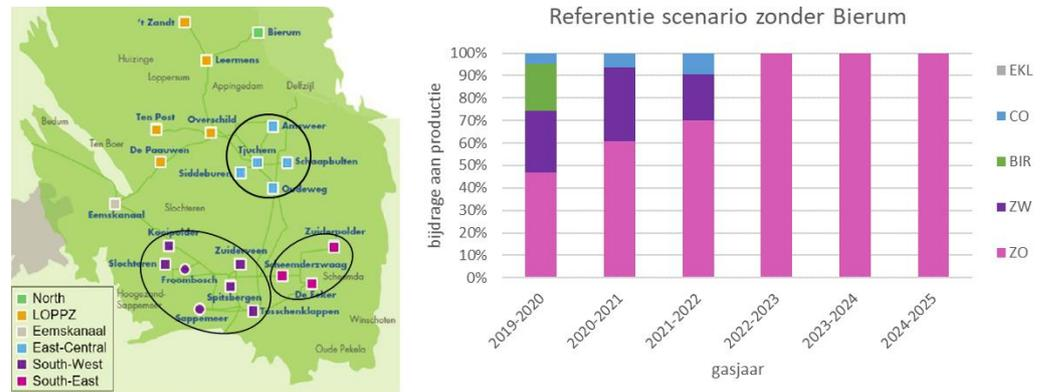 't Zandt
Bierum
Huizinge
Leermens
Loppersum
Appingedam
Delfzijl
Bedum
Ten Post
Overschild
Amsweer
Ten Boer
De Paauwen
Tjuchem
Schaapbulten
Siddeburen
Oudeweg
Slochteren
Eemskanaal
Kooipolder
Zuiderpolder
Slochteren
Zuiderveen
Scheemderzwaag
Froombosch
Scheemda
Hoogezand-
Sappemeer
Spitsbergen
De Eeker
Sappemeer
Tusschenklappen
Winschoten
Oude Pekela
North
LOPPZ
Eemskanaal
East-Central
South-West
South-East
Referentie scenario zonder Bierum
bijdrage aan productie
100%
90%
80%
70%
60%
50%
40%
30%
20%
10%
0%
2019-2020
2020-2021
2021-2022
2022-2023
2023-2024
2024-2025
gasjaar
EKL
CO
BIR
ZW
ZO